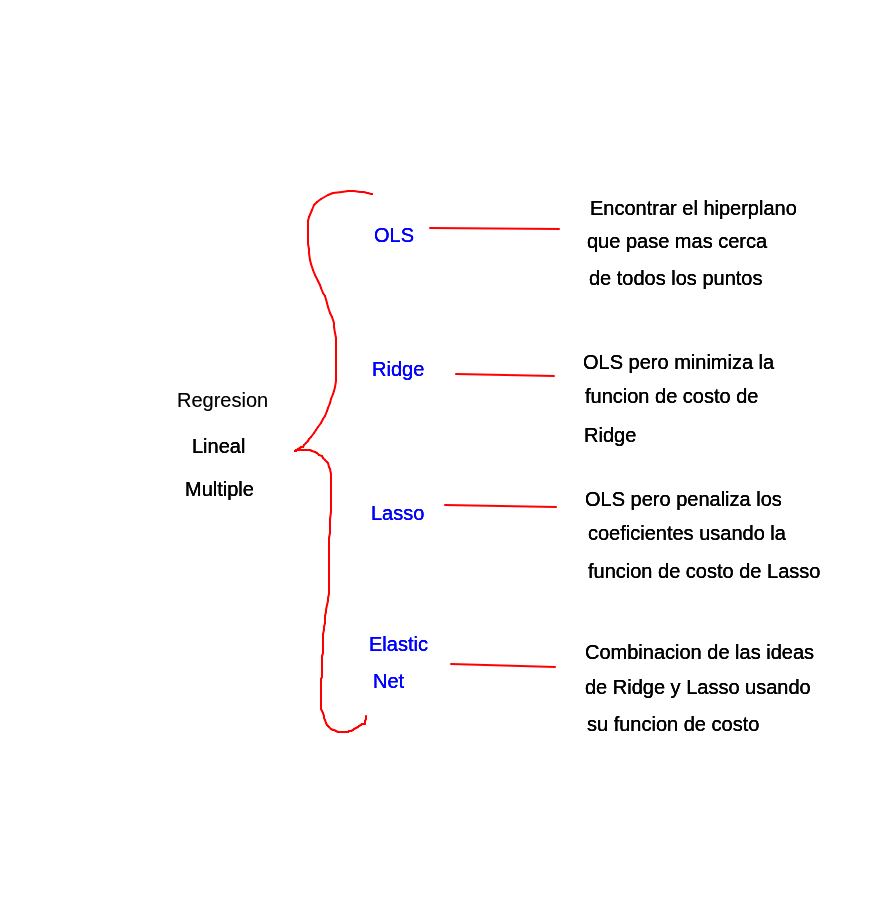 Regresion
Lineal
Multiple
OLS
Encontrar el hiperplano
que pase mas cerca
de todos los puntos
Ridge
OLS pero minimiza la
funcion de costo de
Ridge
Lasso
OLS pero penaliza los
coeficientes usando la
funcion de costo de Lasso
Elastic
Net
Combinacion de las ideas
de Ridge y Lasso usando
su funcion de costo